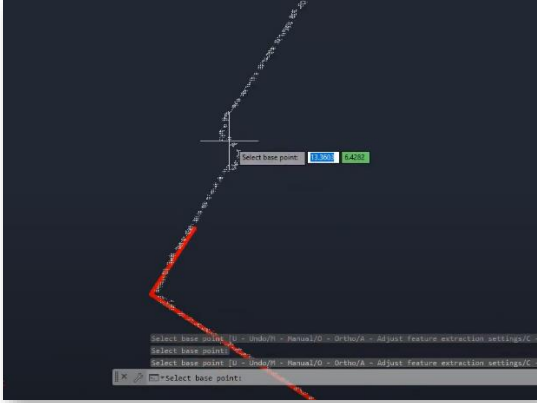 Select base point: 13.3603 6.4282
Select base point [U - Undo/M - Manual/O - Ortho/A - Adjust feature extraction settings/C -
Select base point:
Select base point [U - Undo/M - Manual/O - Ortho/A - Adjust feature extraction settings/C -
Select base point: